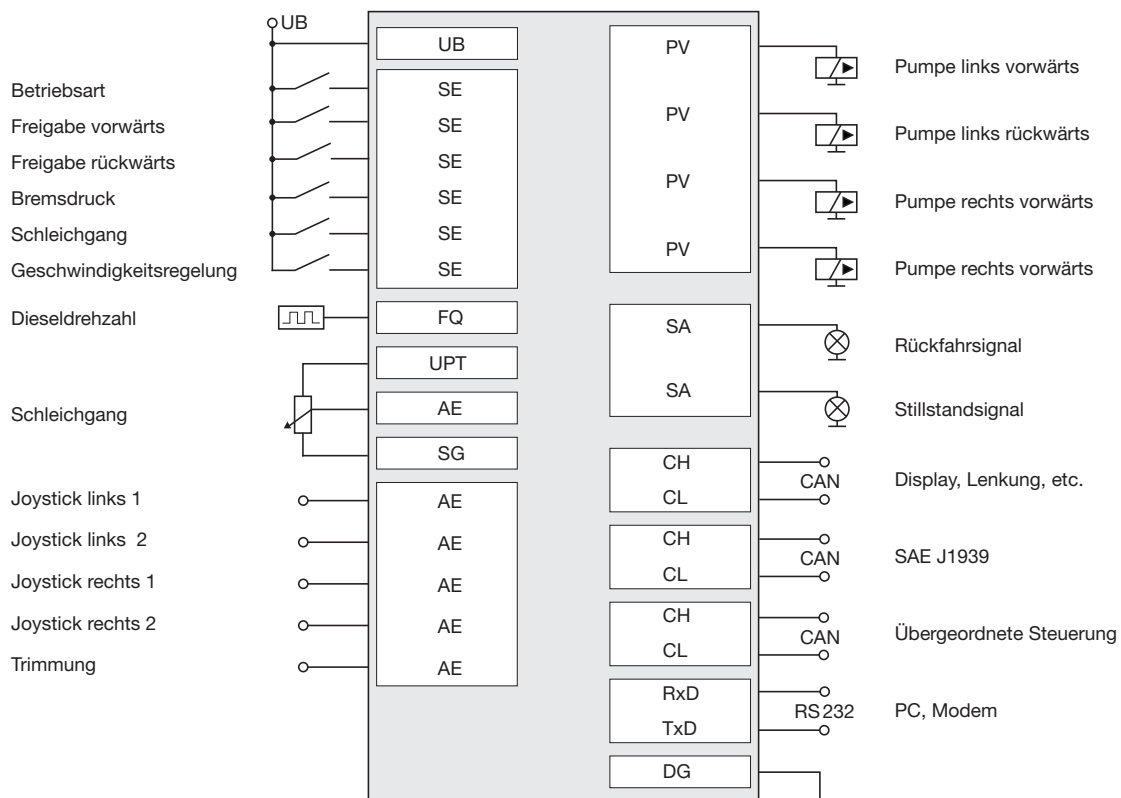 UB
UB
Betriebsart
SE
Freigabe vorwärts
SE
Freigabe rückwärts
SE
Bremsdruck
SE
Schleichgang
SE
Geschwindigkeitsregelung
SE
Dieseldrehzahl
FQ
UPT
Schleichgang
AE
SG
Joystick links 1
AE
Joystick links 2
AE
Joystick rechts 1
AE
Joystick rechts 2
AE
Trimmung
AE
PV
Pumpe links vorwärts
PV
Pumpe links rückwärts
PV
Pumpe rechts vorwärts
PV
Pumpe rechts vorwärts
SA
Rückfahrsignal
SA
Stillstandsignal
CH
CL
CAN
Display, Lenkung, etc.
CH
CL
CAN
SAE J1939
CH
CL
CAN
Übergeordnete Steuerung
RxD
TxD
RS 232
PC, Modem
DG